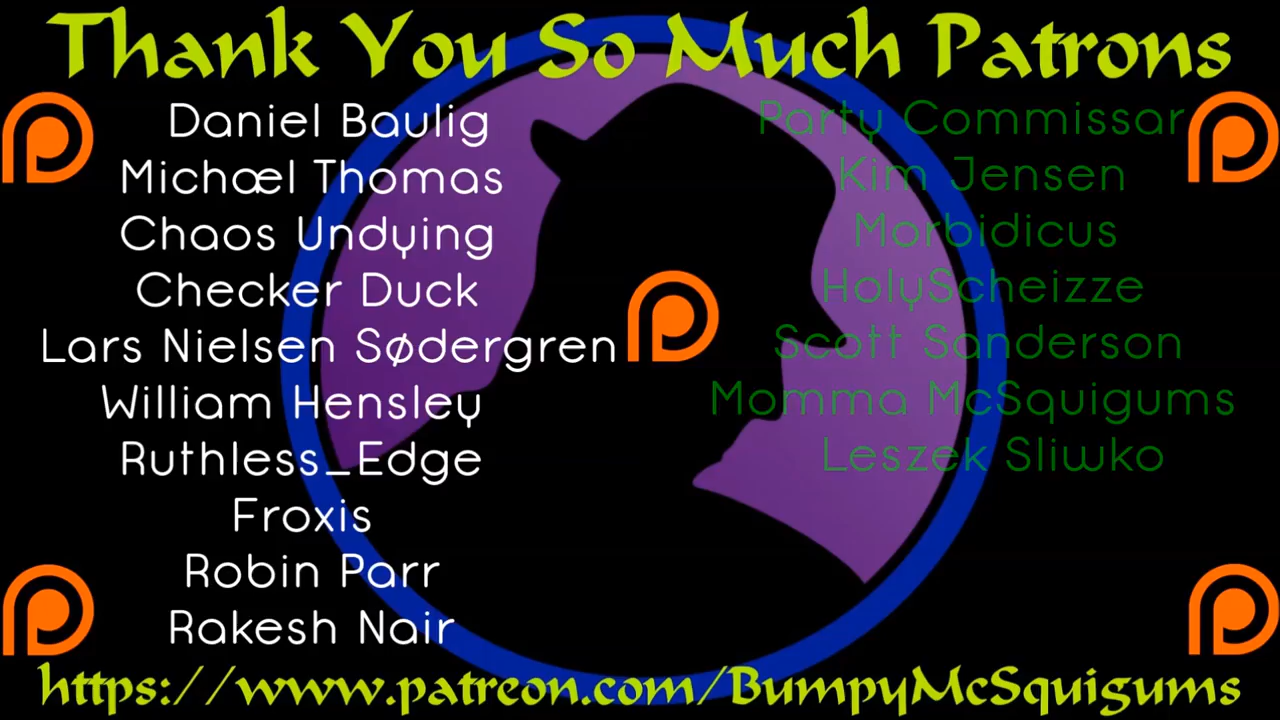 Thank You So Much Patrons
Daniel Baulig
Michael Thomas
Chaos Undying
Checker Duck
Lars Nielsen Sødergren
William Hensley
Ruthless_Edge
Froxis
Robin Parr
Rakesh Nair
Party Commissar
Kim Jensen
Morbidicus
HolyScheizze
Scott Sanderson
Momma McSquigums
Leszek Sliwko
https://www.patreon.com/BumpyMcSquigums